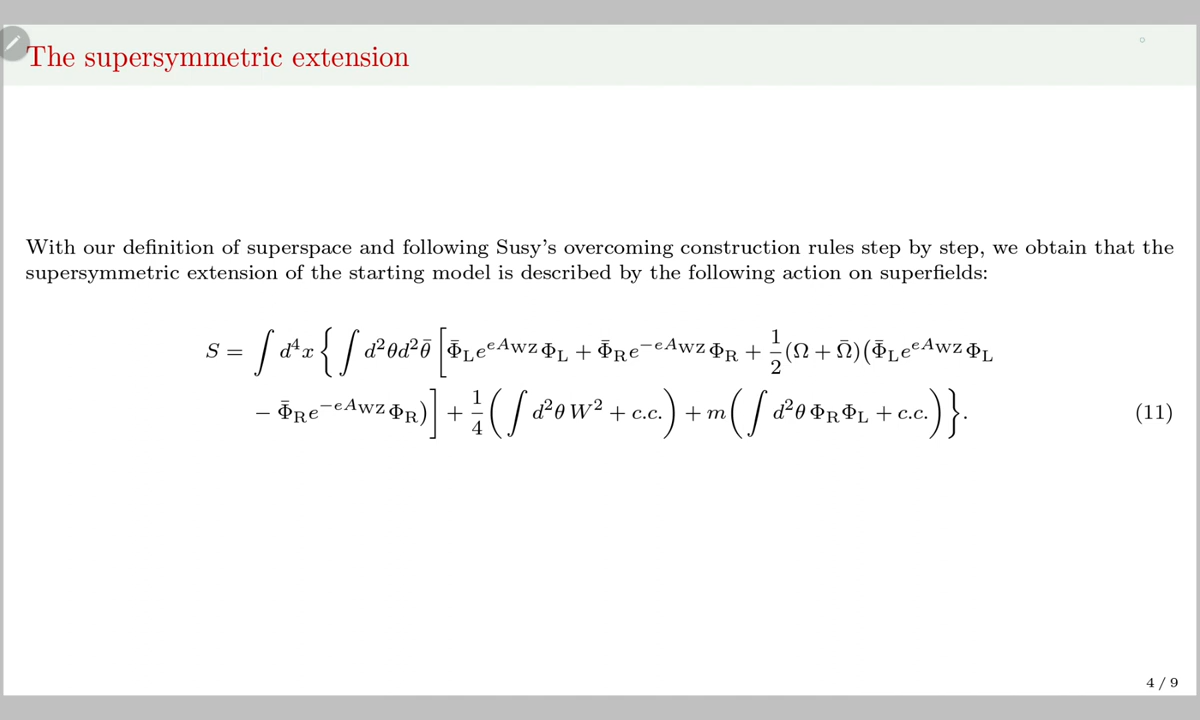 The supersymmetric extension
With our definition of superspace and following Susy's overcoming construction rules step by step, we obtain that the
supersymmetric extension of the starting model is described by the following action on superfields:
S = ∫ d⁴x { ∫ d²θd²θ̄ [ Φ̄_L e^{eA_WZ} Φ_L + Φ̄_R e^{−eA_WZ} Φ_R + 1/2 (Ω + Ω̄)(Φ̄_L e^{eA_WZ} Φ_L
− Φ̄_R e^{−eA_WZ} Φ_R) ] + 1/4 ( ∫ d²θ W² + c.c. ) + m ( ∫ d²θ Φ_R Φ_L + c.c. ) }. (11)
4 / 9